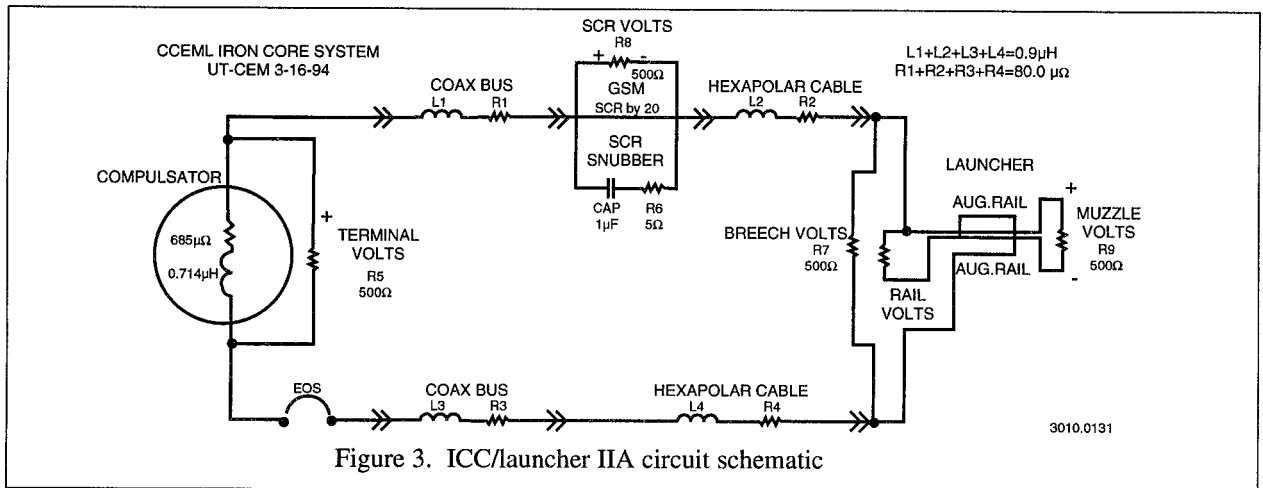 CCEML IRON CORE SYSTEM
UT-CEM 3-16-94
SCR VOLTS
R8
+ -
500Ω
GSM
SCR by 20
SCR
SNUBBER
CAP
1μF
R6
5Ω
COAX BUS
L1 R1
HEXAPOLAR CABLE
L2 R2
L1+L2+L3+L4=0.9μH
R1+R2+R3+R4=80.0 μΩ
COMPULSATOR
685μΩ
0.714μH
+
TERMINAL
VOLTS
R5
500Ω
BREECH VOLTS
R7
500Ω
LAUNCHER
AUG.RAIL
AUG.RAIL
RAIL
VOLTS
+
MUZZLE
VOLTS
R9
500Ω
-
EOS
COAX BUS
L3 R3
HEXAPOLAR CABLE
L4 R4
3010.0131
Figure 3. ICC/launcher IIA circuit schematic